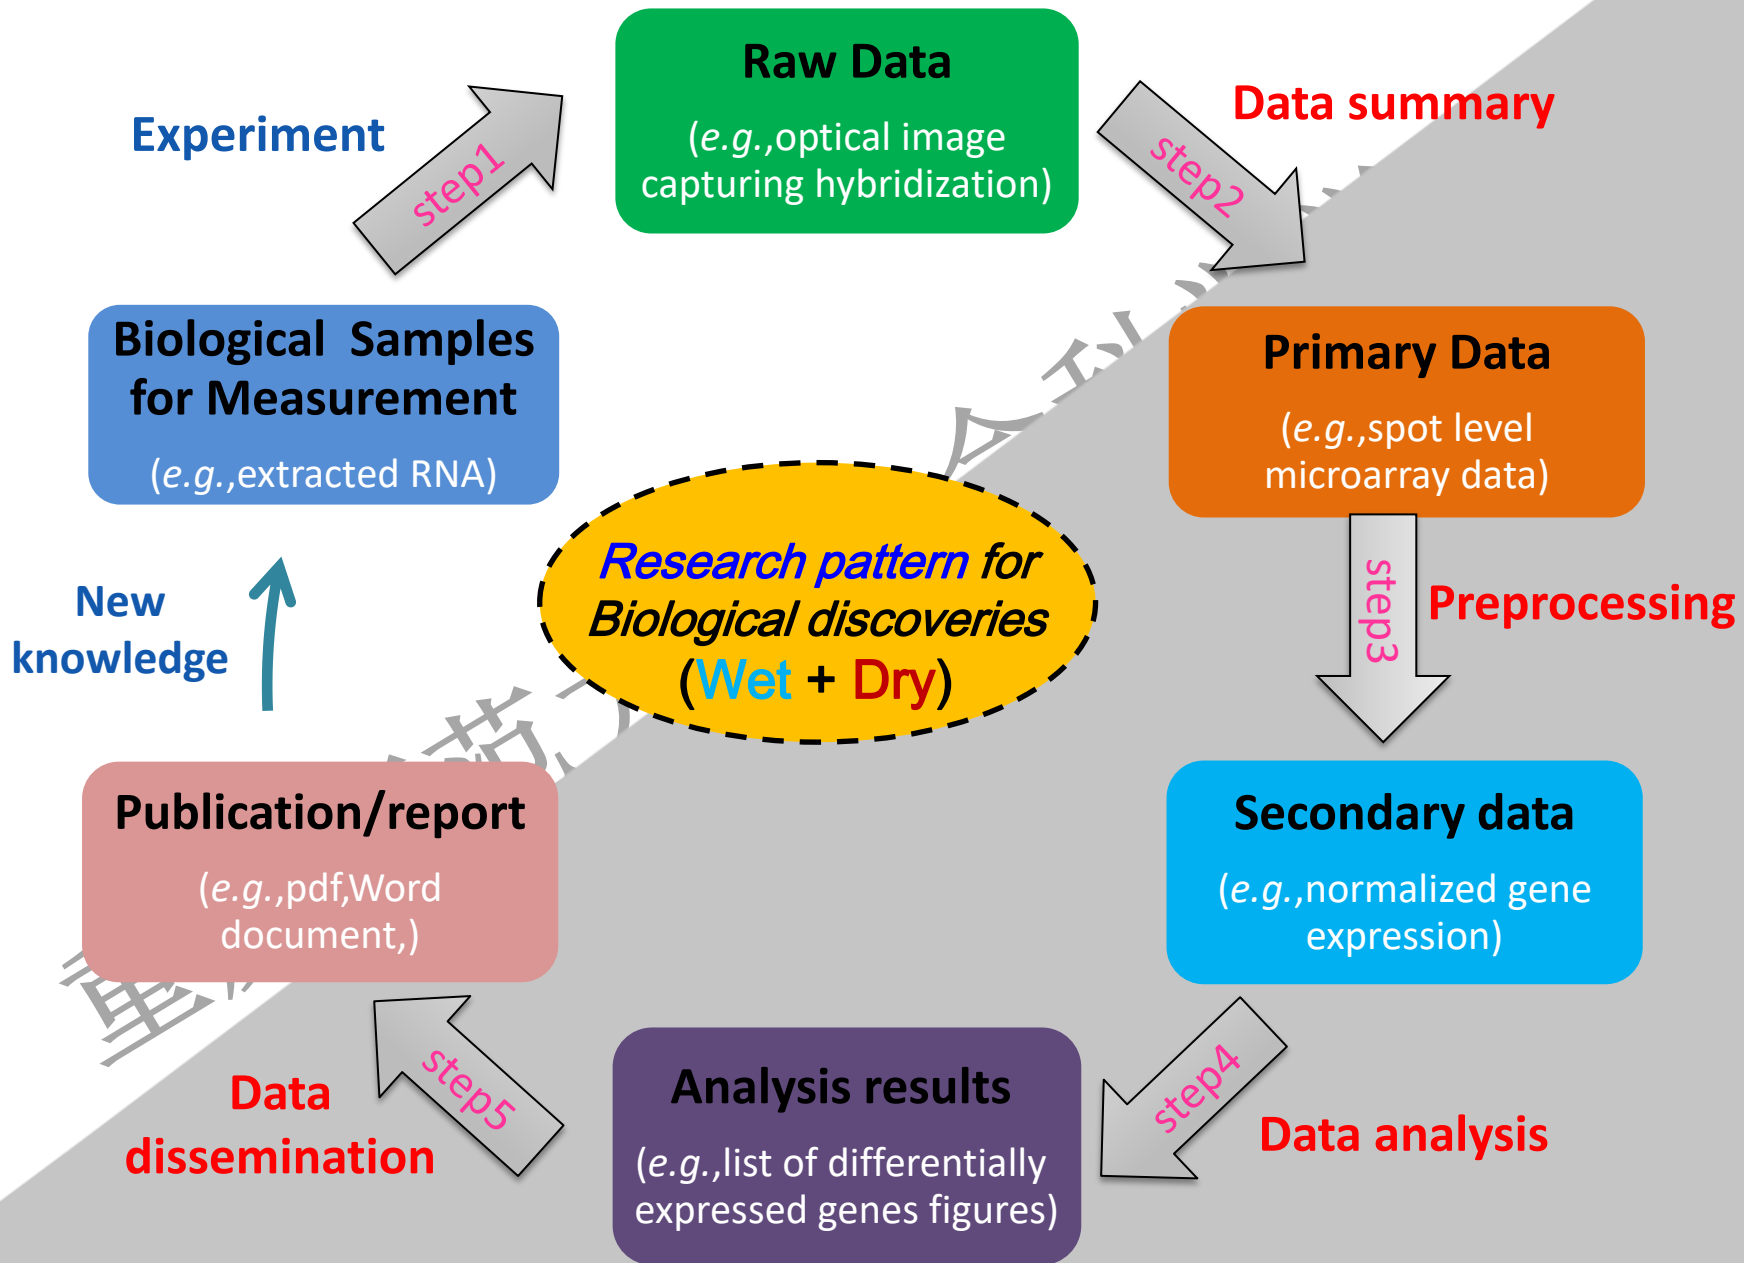 Raw Data
(e.g.,optical image
capturing hybridization)
Experiment
step1
step2
Data summary
Biological  Samples
for Measurement
(e.g.,extracted RNA)
Primary Data
(e.g.,spot level
microarray data)
Research pattern for
Biological discoveries
(Wet + Dry)
New
knowledge
step3
Preprocessing
Publication/report
(e.g.,pdf,Word
document,)
Secondary data
(e.g.,normalized gene
expression)
Data
dissemination
step5
Analysis results
(e.g.,list of differentially
expressed genes figures)
step4
Data analysis